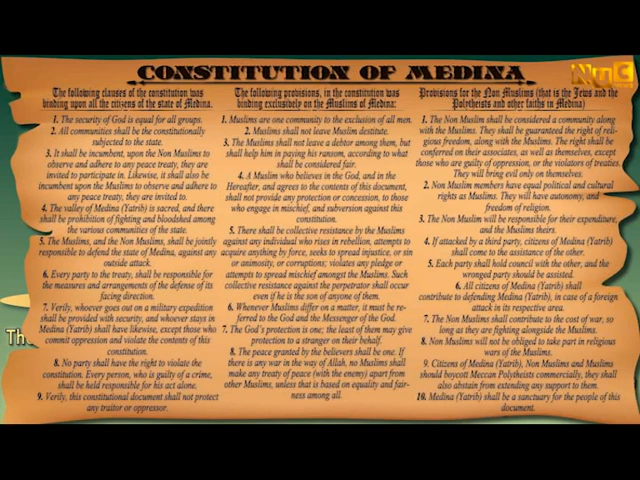 CONSTITUTION OF MEDINA
NTC
The following clauses of the constitution was
binding upon all the citizens of the state of Medina.
1. The security of God is equal for all groups.
2. All communities shall be the constitutionally
subjected to the state.
3. It shall be incumbent, upon the Non Muslims to
observe and adhere to any peace treaty, they are
invited to participate in. Likewise, it shall also be
incumbent upon the Muslims to observe and adhere to
any peace treaty, they are invited to.
4. The valley of Medina (Yatrib) is sacred, and there
shall be prohibition of fighting and bloodshed among
the various communities of the state.
5. The Muslims, and the Non Muslims, shall be jointly
responsible to defend the state of Medina, against any
outside attack.
6. Every party to the treaty, shall be responsible for
the measures and arrangements of the defense of its
facing direction.
7. Verily, whoever goes out on a military expedition
shall be provided with security, and whoever stays in
Medina (Yatrib) shall have likewise, except those who
commit oppression and violate the contents of this
constitution.
8. No party shall have the right to violate the
constitution. Every person, who is guilty of a crime,
shall be held responsible for his act alone.
9. Verily, this constitutional document shall not protect
any traitor or oppressor.
The following provisions, in the constitution was
binding exclusively on the Muslims of Medina:
1. Muslims are one community to the exclusion of all men.
2. Muslims shall not leave Muslim destitute.
3. The Muslims shall not leave a debtor among them, but
shall help him in paying his ransom, according to what
shall be considered fair.
4. A Muslim who believes in the God, and in the
Hereafter, and agrees to the contents of this document,
shall not provide any protection or concession, to those
who engage in mischief, and subversion against this
constitution.
5. There shall be collective resistance by the Muslims
against any individual who rises in rebellion, attempts to
acquire anything by force, seeks to spread injustice, or sin
or animosity, or corruptions; violates any pledge or
attempts to spread mischief amongst the Muslims. Such
collective resistance against the perpetrator shall occur
even if he is the son of anyone of them.
6. Whenever Muslims differ on a matter, it must be re-
ferred to the God and the Messenger of the God.
7. The God's protection is one; the least of them may give
protection to a stranger on their behalf.
8. The peace granted by the believers shall be one. If
there is any war in the way of Allah, no Muslims shall
make any treaty of peace (with the enemy) apart from
other Muslims, unless that is based on equality and fair-
ness among all.
Provisions for the Non Muslims (that is the Jews and the
Polytheists and other faiths in Medina)
1. The Non Muslim shall be considered a community along
with the Muslims. They shall be guaranteed the right of reli-
gious freedom, along with the Muslims. The right shall be
conferred on their associates, as well as themselves, except
those who are guilty of oppression, or the violators of treaties.
They will bring evil only on themselves.
2. Non Muslim members have equal political and cultural
rights as Muslims. They will have autonomy, and
freedom of religion.
3. The Non Muslim will be responsible for their expenditure,
and the Muslims theirs.
4. If attacked by a third party, citizens of Medina (Yatrib)
shall come to the assistance of the other.
5. Each party shall hold council with the other, and the
wronged party should be assisted.
6. All citizens of Medina (Yatrib) shall
contribute to defending Medina (Yatrib), in case of a foreign
attack in its respective area.
7. The Non Muslims shall contribute to the cost of war, so
long as they are fighting alongside the Muslims.
8. Non Muslims will not be obliged to take part in religious
wars of the Muslims.
9. Citizens of Medina (Yatrib), Non Muslims and Muslims
should boycott Meccan Polytheists commercially, they shall
also abstain from extending any support to them.
10. Medina (Yatrib) shall be a sanctuary for the people of this
document.